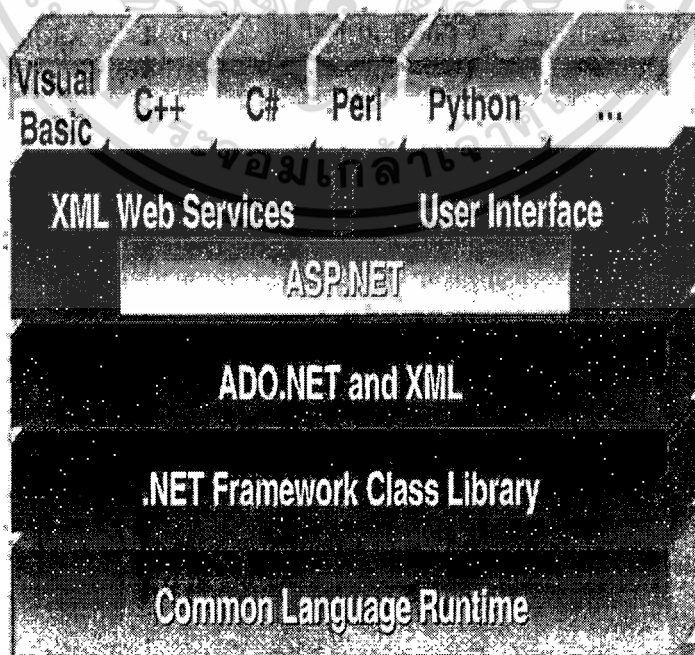 Visual Basic C++ C# Perl Python ...
XML Web Services User Interface
ASP.NET
ADO.NET and XML
.NET Framework Class Library
Common Language Runtime